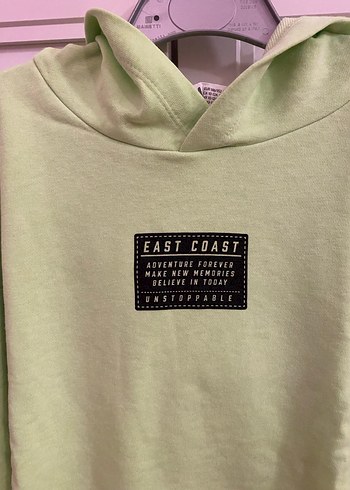 EAST COAST
ADVENTURE FOREVER
MAKE NEW MEMORIES
BELIEVE IN TODAY
UNSTOPPABLE